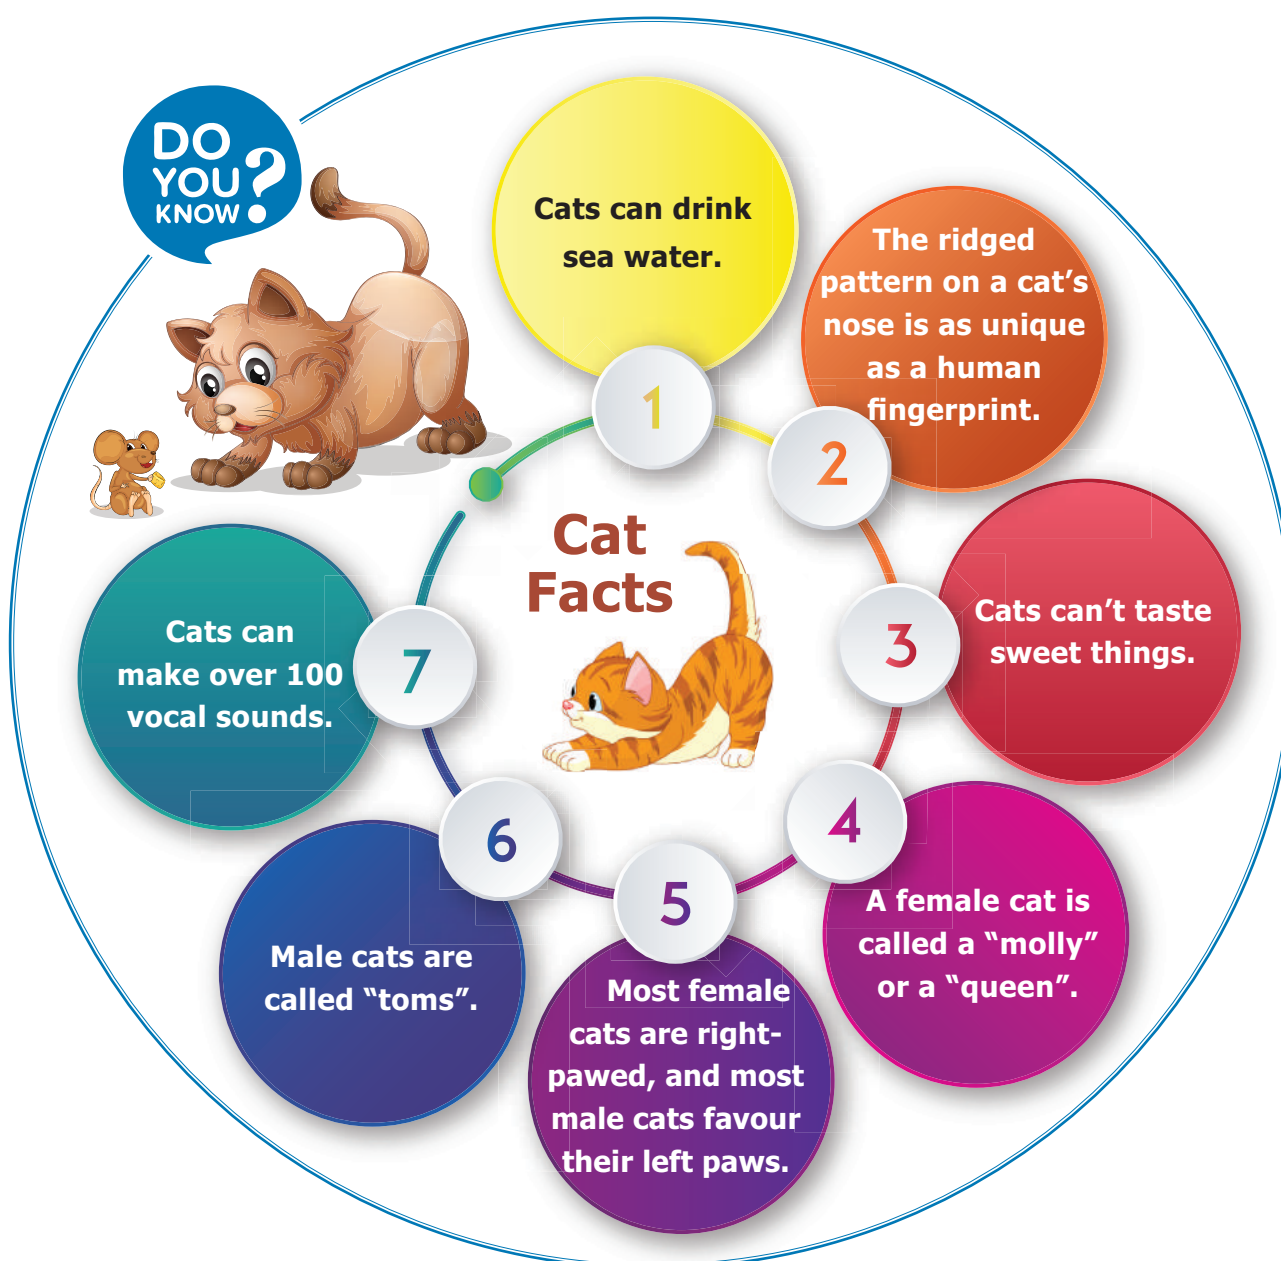 DO
YOU?
KNOW
Cat
Facts
1
Cats can drink
sea water.
2
The ridged
pattern on a cat’s
nose is as unique
as a human
fingerprint.
3
Cats can’t taste
sweet things.
4
A female cat is
called a “molly”
or a “queen”.
5
Most female
cats are right-
pawed, and most
male cats favour
their left paws.
6
Male cats are
called “toms”.
7
Cats can
make over 100
vocal sounds.